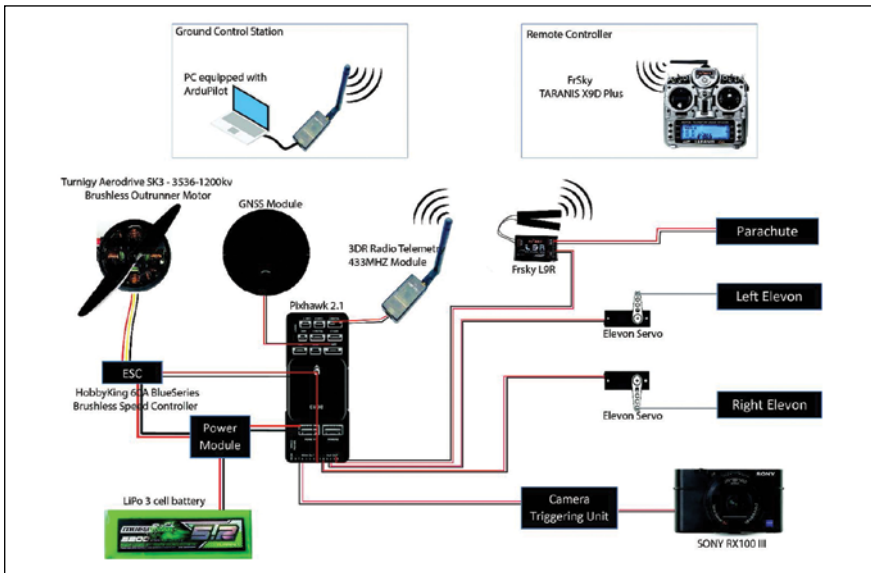 Ground Control Station
PC equipped with
ArduPilot
Remote Controller
FrSky
TARANIS X9D Plus
Turnigy Aerodrive SK3 - 3536-1200kv
Brushless Outrunner Motor
GNSS Module
3DR Radio Telemetry
433MHZ Module
L9R
Frsky L9R
Parachute
Left Elevon
Elevon Servo
Pixhawk 2.1
ESC
HobbyKing 60A BlueSeries
Brushless Speed Controller
Power
Module
Elevon Servo
Right Elevon
LiPo 3 cell battery
Camera
Triggering Unit
SONY
SONY RX100 III